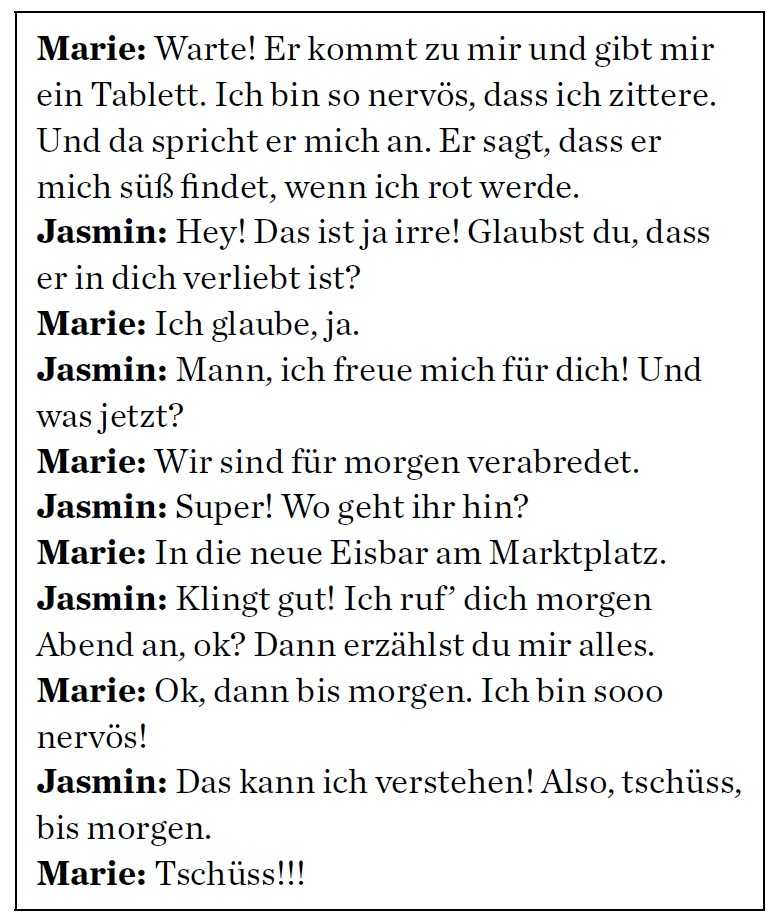 Marie: Warte! Er kommt zu mir und gibt mir
ein Tablett. Ich bin so nervös, dass ich zittere.
Und da spricht er mich an. Er sagt, dass er
mich süß findet, wenn ich rot werde.
Jasmin: Hey! Das ist ja irre! Glaubst du, dass
er in dich verliebt ist?
Marie: Ich glaube, ja.
Jasmin: Mann, ich freue mich für dich! Und
was jetzt?
Marie: Wir sind für morgen verabredet.
Jasmin: Super! Wo geht ihr hin?
Marie: In die neue Eisbar am Marktplatz.
Jasmin: Klingt gut! Ich ruf’ dich morgen
Abend an, ok? Dann erzählst du mir alles.
Marie: Ok, dann bis morgen. Ich bin sooo
nervös!
Jasmin: Das kann ich verstehen! Also, tschüss,
bis morgen.
Marie: Tschüss!!!